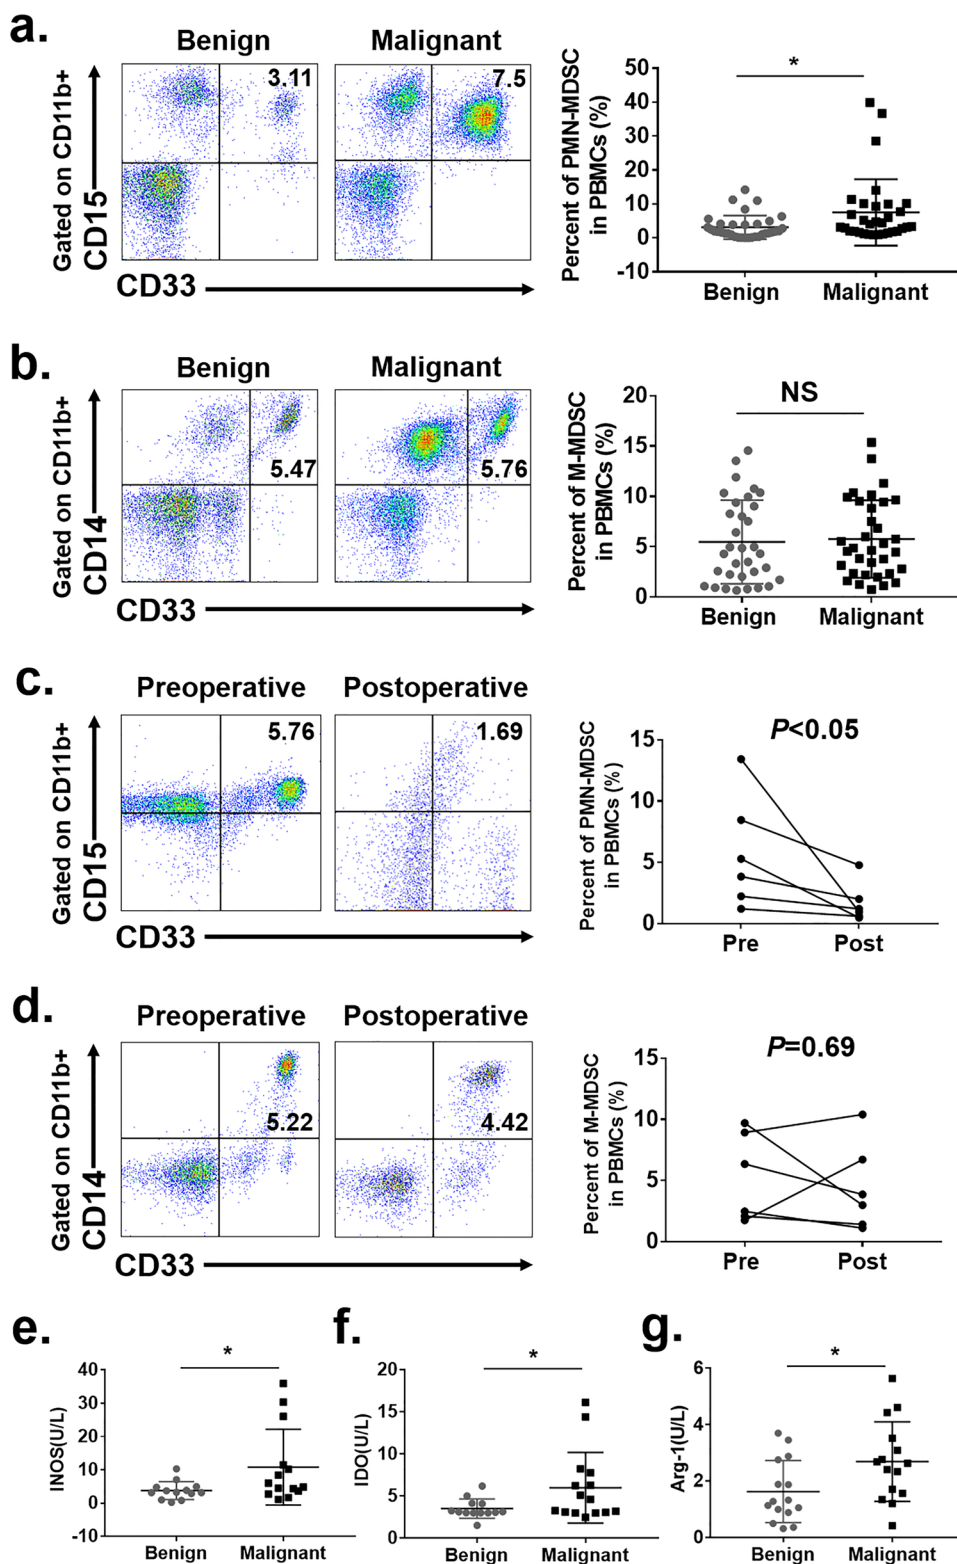 a.
Benign
Malignant
Gated on CD11b+
CD15
3.11
7.5
CD33
Percent of PMN-MDSC
in PBMCs (%)
50
40
30
20
10
0
-10
*
Benign
Malignant
b.
Benign
Malignant
Gated on CD11b+
CD14
5.47
5.76
CD33
Percent of M-MDSC
in PBMCs (%)
20
15
10
5
0
NS
Benign
Malignant
c.
Preoperative
Postoperative
Gated on CD11b+
CD15
5.76
1.69
CD33
Percent of PMN-MDSC
in PBMCs (%)
15
10
5
0
P<0.05
Pre
Post
d.
Preoperative
Postoperative
Gated on CD11b+
CD14
5.22
4.42
CD33
Percent of M-MDSC
in PBMCs (%)
15
10
5
0
P=0.69
Pre
Post
e.
INOS(U/L)
40
30
20
10
0
-10
*
Benign
Malignant
f.
IDO(U/L)
20
15
10
5
0
*
Benign
Malignant
g.
Arg-1(U/L)
6
4
2
0
*
Benign
Malignant